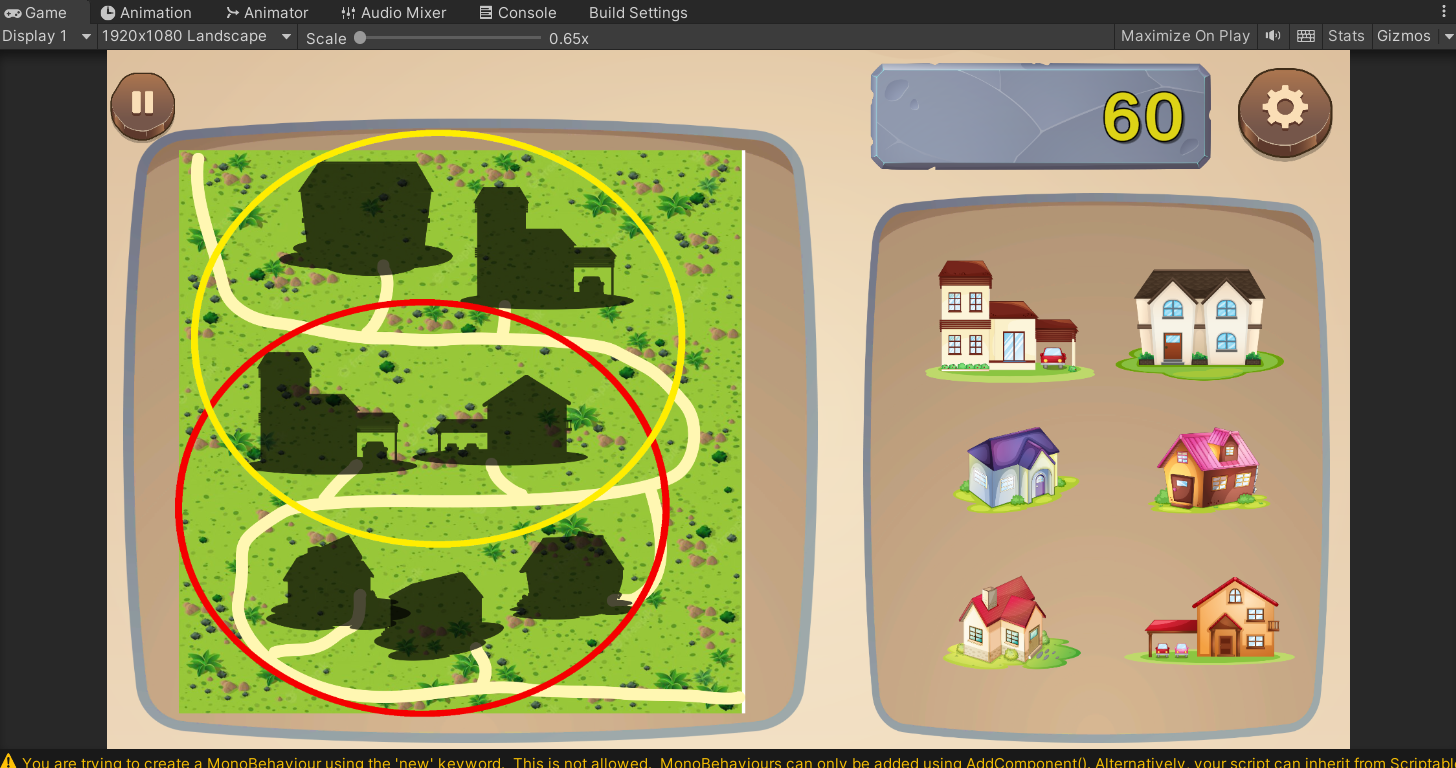 Game Animation Animator Audio Mixer Console Build Settings
Display 1 1920x1080 Landscape Scale 0.65x Maximize On Play Stats Gizmos
60
You are trying to create a MonoBehaviour using the 'new' keyword. This is not allowed. MonoBehaviours can only be added using AddComponent(). Alternatively, your script can inherit from Scriptabl